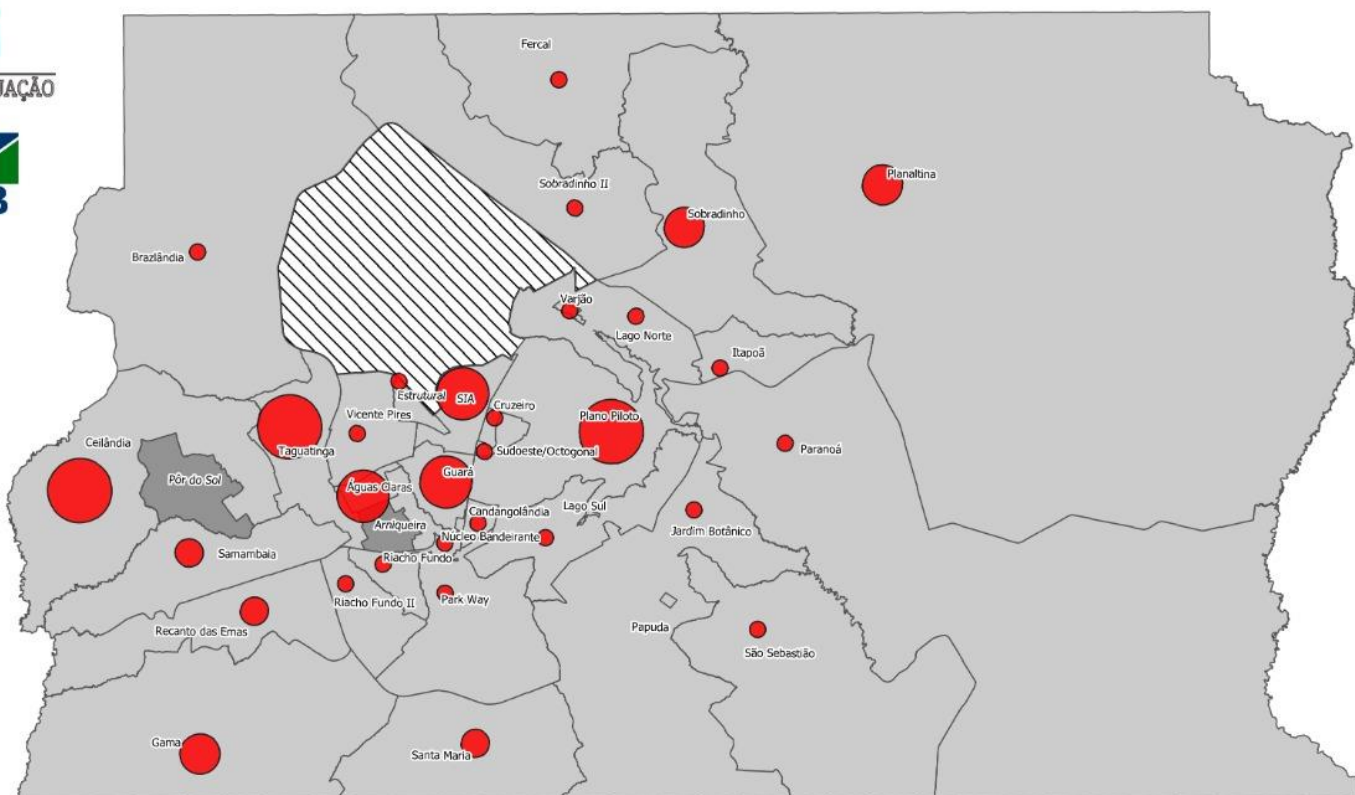 UAÇÃO
B
Fercal
Planaltina
Sobradinho II
Sobradinho
Brazlândia
Varjão
Lago Norte
Itapoã
Estrutural
SIA
Cruzeiro
Vicente Pires
Plano Piloto
Ceilândia
Taguatinga
Sudoeste/Octogonal
Paranoá
Pôr do Sol
Guará
Águas Claras
Lago Sul
Candangolândia
Arniqueira
Jardim Botânico
Núcleo Bandeirante
Samambaia
Riacho Fundo
Riacho Fundo II
Park Way
Recanto das Emas
Papuda
São Sebastião
Gama
Santa Maria